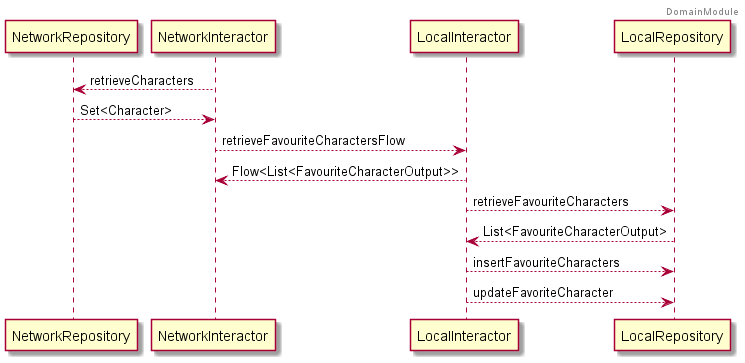 DomainModule
NetworkRepository NetworkInteractor LocalInteractor LocalRepository
retrieveCharacters
Set<Character>
retrieveFavouriteCharactersFlow
Flow<List<FavouriteCharacterOutput>>
retrieveFavouriteCharacters
List<FavouriteCharacterOutput>
insertFavouriteCharacters
updateFavoriteCharacter
NetworkRepository NetworkInteractor LocalInteractor LocalRepository